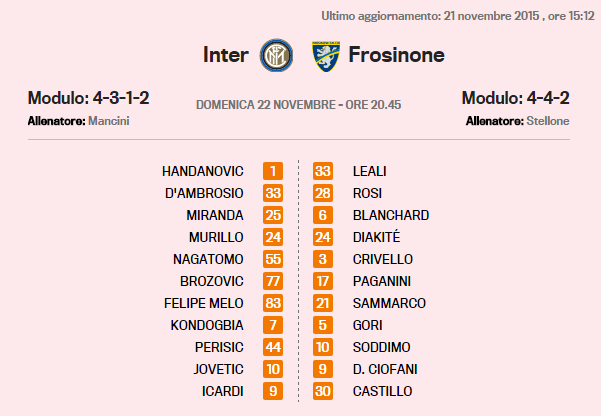 Ultimo aggiornamento: 21 novembre 2015 , ore 15:12
Inter Frosinone
Modulo: 4-3-1-2 Modulo: 4-4-2
DOMENICA 22 NOVEMBRE - ORE 20.45
Allenatore: Mancini Allenatore: Stellone
HANDANOVIC 1 33 LEALI
D'AMBROSIO 33 28 ROSI
MIRANDA 25 6 BLANCHARD
MURILLO 24 24 DIAKITÉ
NAGATOMO 55 3 CRIVELLO
BROZOVIC 77 17 PAGANINI
FELIPE MELO 83 21 SAMMARCO
KONDOGBIA 7 5 GORI
PERISIC 44 10 SODDIMO
JOVETIC 10 9 D. CIOFANI
ICARDI 9 30 CASTILLO